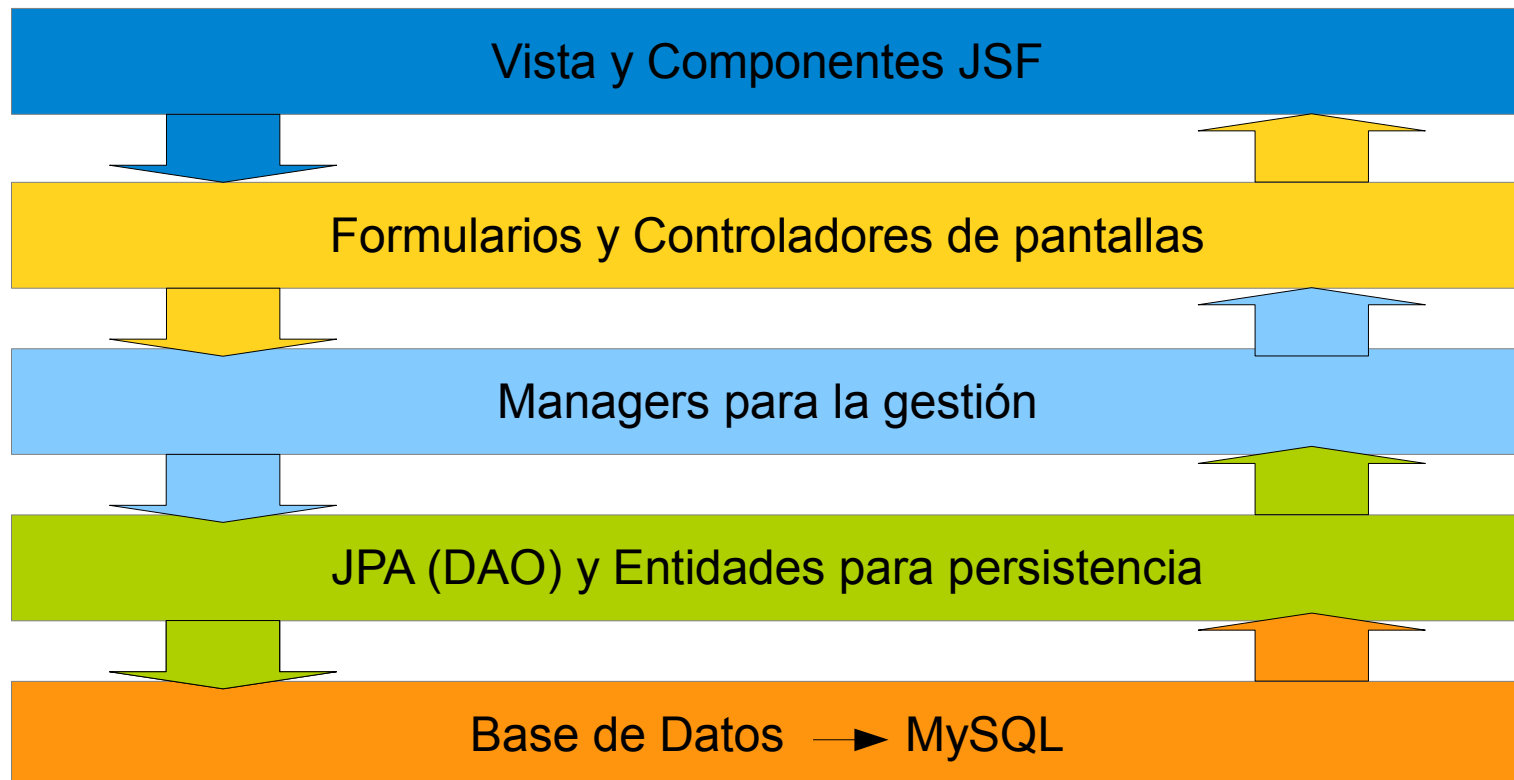 Vista y Componentes JSF
Formularios y Controladores de pantallas
Managers para la gestión
JPA (DAO) y Entidades para persistencia
Base de Datos → MySQL